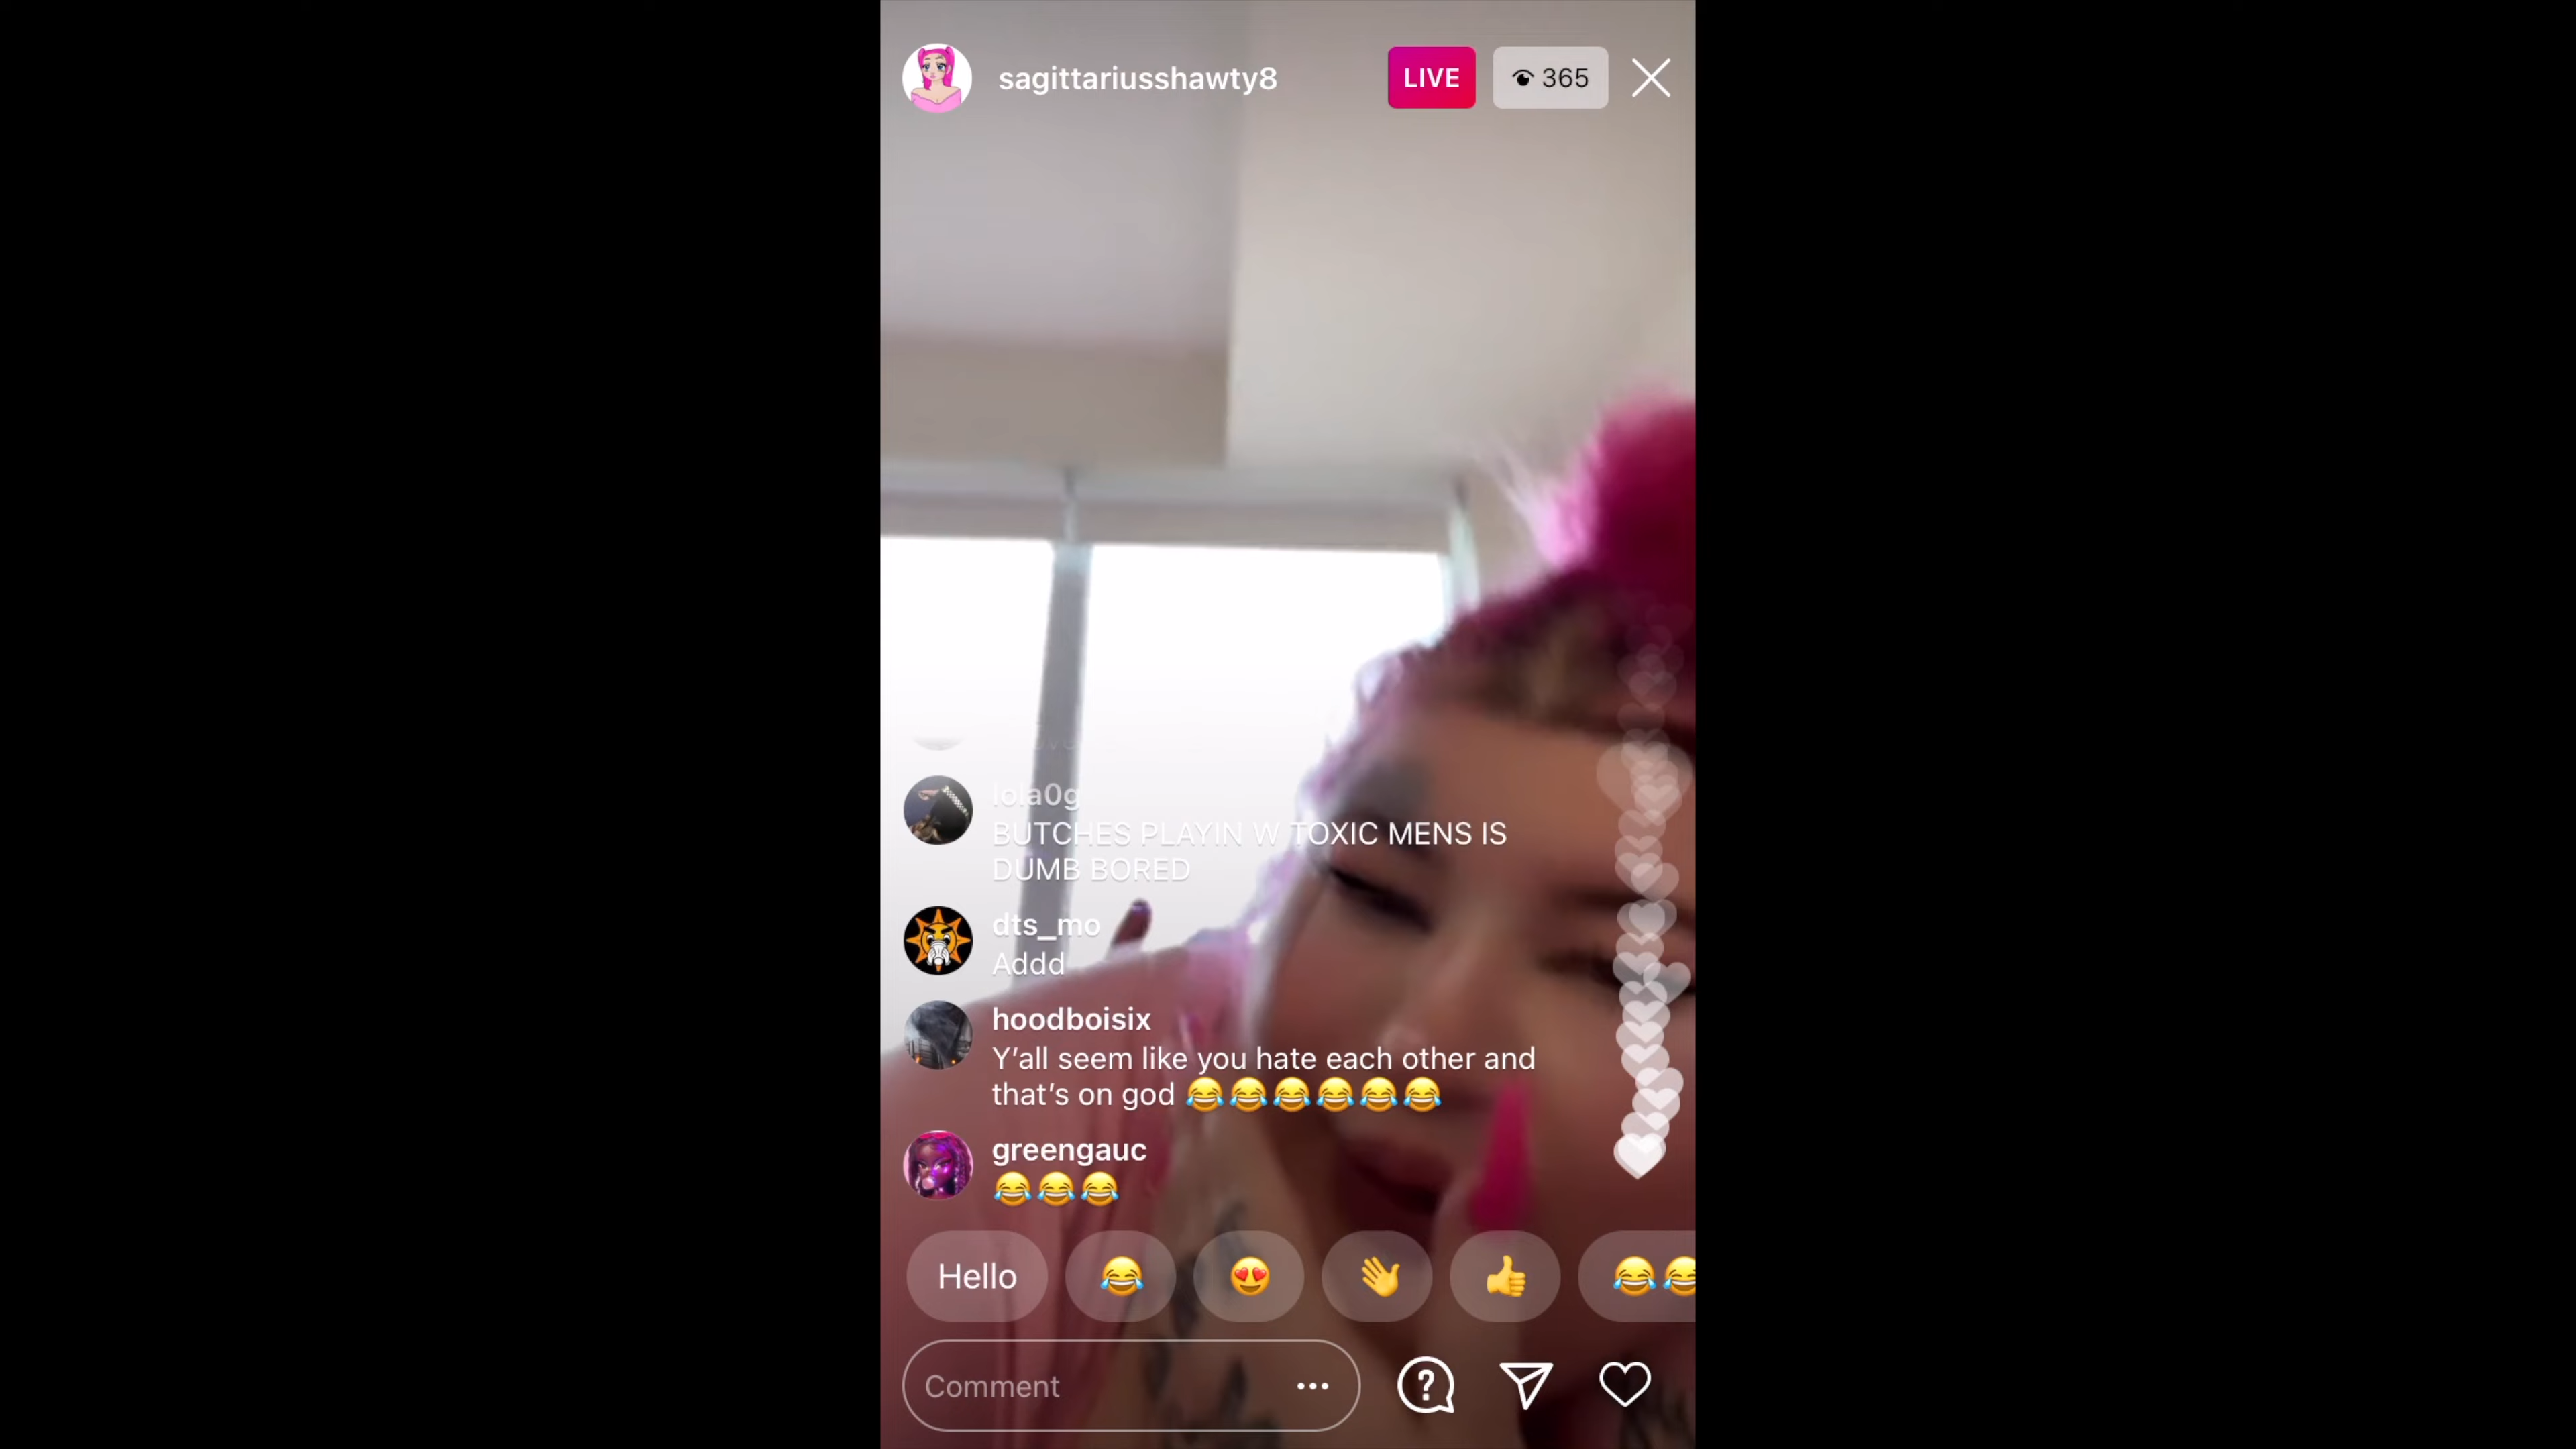 sagittariusshawty8
LIVE
365
lola0g
BUTCHES PLAYIN W TOXIC MENS IS
DUMB BORED
dts_mo
Addd
hoodboisix
Y’all seem like you hate each other and
that’s on god 😂😂😂😂😂😂
greengauc
😂😂😂
Hello 😂 😍 👋 👍 😂😂
Comment